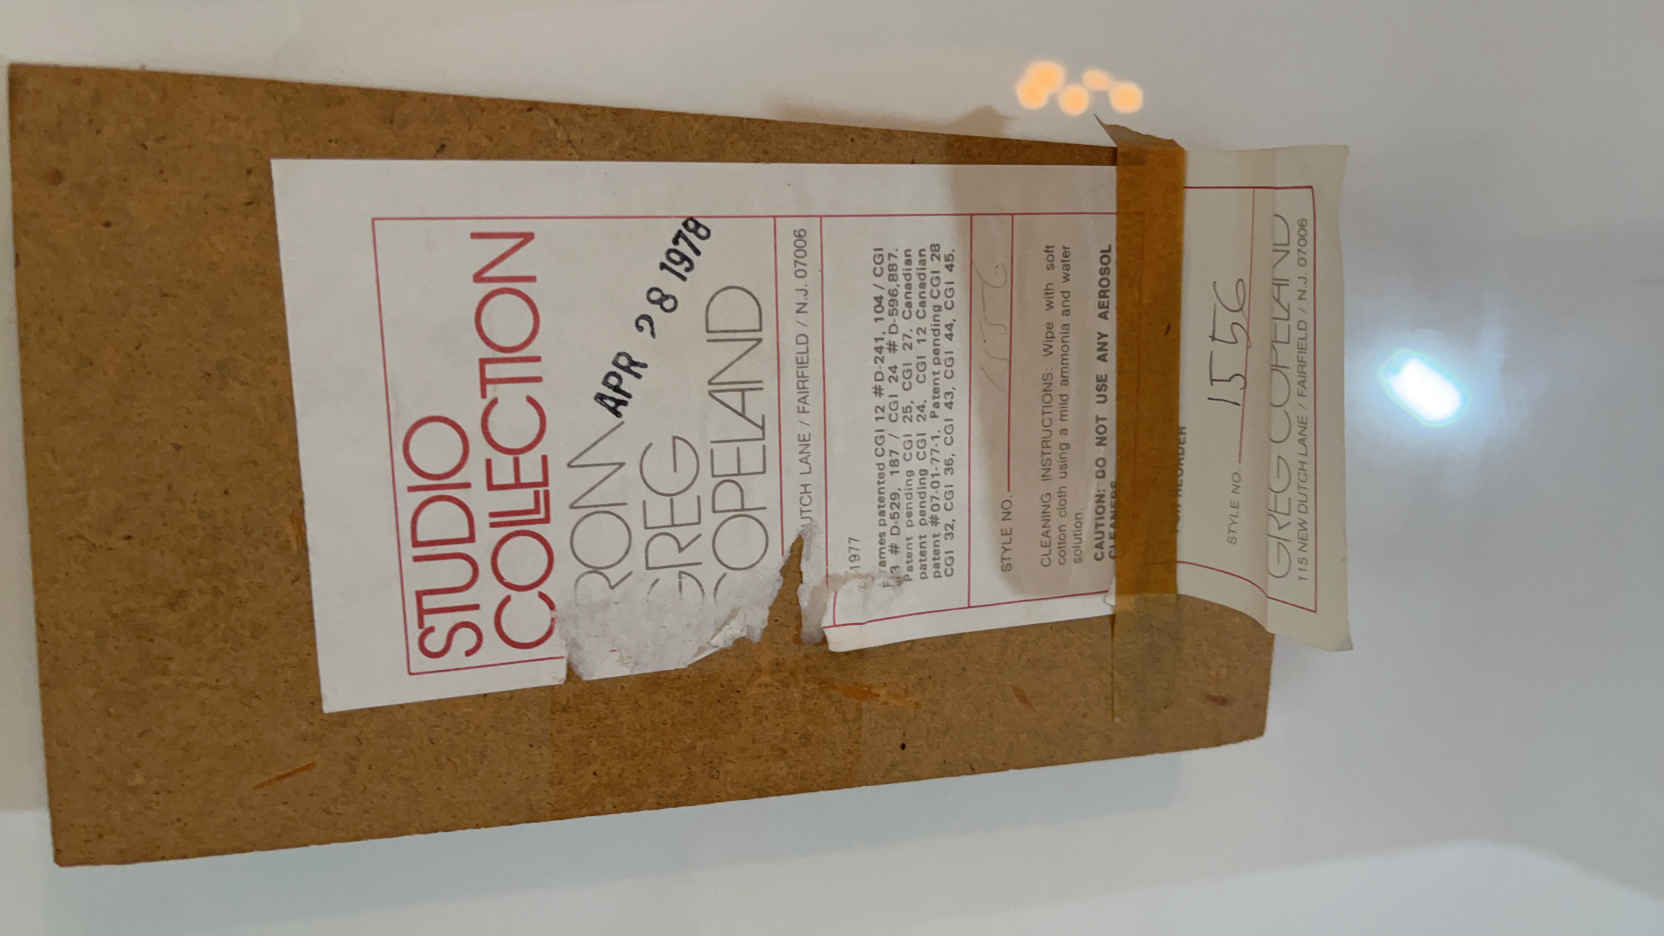 STUDIO
COLLECTION
ROM
GREG
COPELAND
APR 28 1978
UTCH LANE / FAIRFIELD / N.J. 07006
1977
ames patented CGI 12 #D-241, 104 / CGI
# D-529, 187 / CGI 24 # D-596,887.
Patent pending CGI 25, CGI 27, Canadian
patent pending CGI 24, CGI 12 Canadian
patent #07-01-77-1. Patent pending CGI 28
CGI 32, CGI 36, CGI 43, CGI 44, CGI 45.
STYLE NO. 1556
CLEANING INSTRUCTIONS: Wipe with soft
cotton cloth using a mild ammonia and water
solution.
CAUTION: DO NOT USE ANY AEROSOL
CLEANERS
REORDER
STYLE NO. 1556
GREG COPELAND
115 NEW DUTCH LANE / FAIRFIELD / N.J. 07006